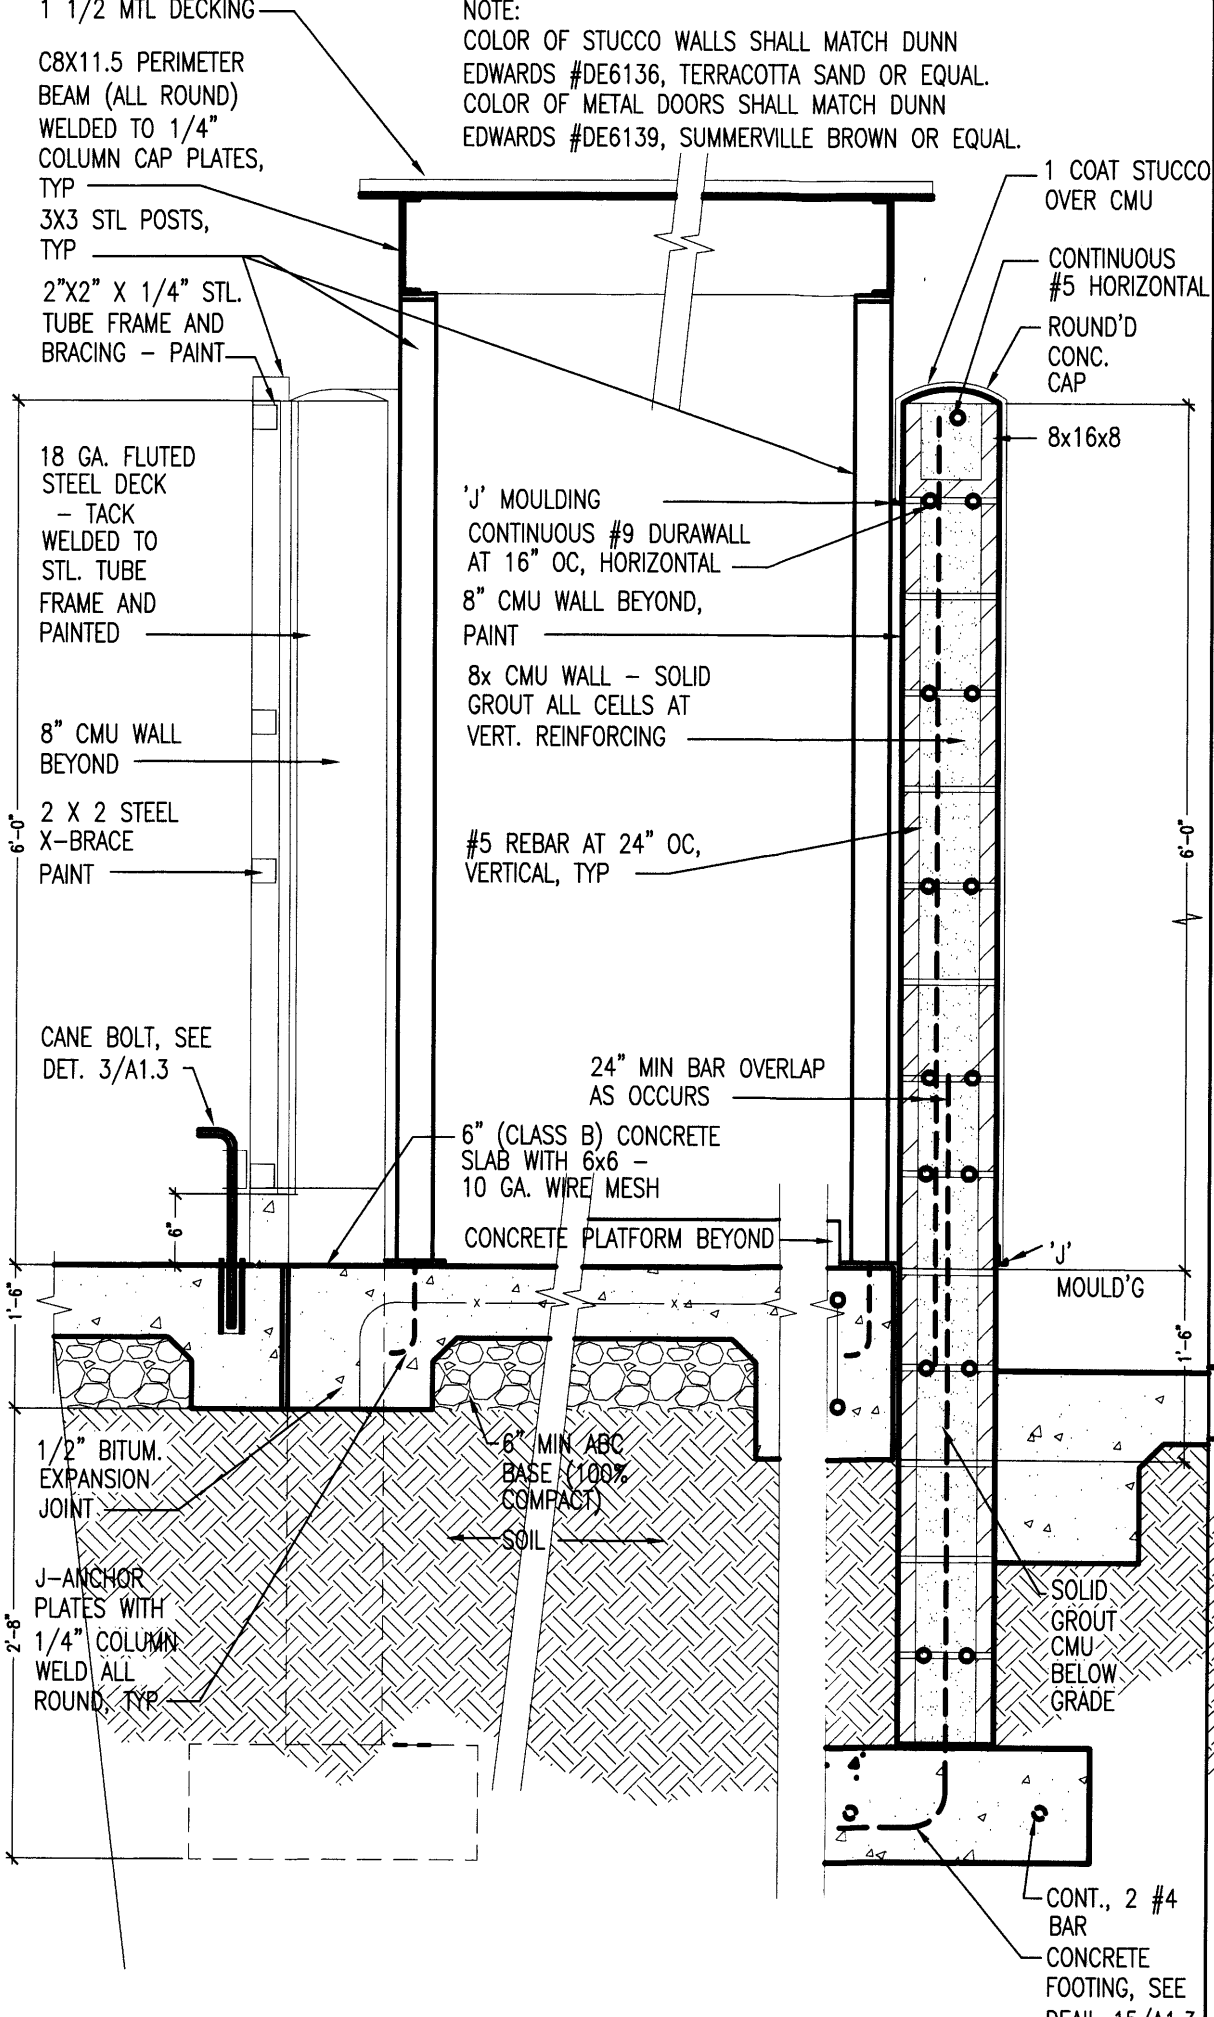 1 1/2 MTL DECKING
C8X11.5 PERIMETER
BEAM (ALL ROUND)
WELDED TO 1/4"
COLUMN CAP PLATES,
TYP
3X3 STL POSTS,
TYP
2"X2" X 1/4" STL.
TUBE FRAME AND
BRACING - PAINT
18 GA. FLUTED
STEEL DECK
- TACK
WELDED TO
STL. TUBE
FRAME AND
PAINTED
8" CMU WALL
BEYOND
2 X 2 STEEL
X-BRACE
PAINT
CANE BOLT, SEE
DET. 3/A1.3
6'-0"
6"
1'-6"
2'-8"
1/2" BITUM.
EXPANSION
JOINT
J-ANCHOR
PLATES WITH
1/4" COLUMN
WELD ALL
ROUND, TYP
NOTE:
COLOR OF STUCCO WALLS SHALL MATCH DUNN
EDWARDS #DE6136, TERRACOTTA SAND OR EQUAL.
COLOR OF METAL DOORS SHALL MATCH DUNN
EDWARDS #DE6139, SUMMERVILLE BROWN OR EQUAL.
'J' MOULDING
CONTINUOUS #9 DURAWALL
AT 16" OC, HORIZONTAL
8" CMU WALL BEYOND,
PAINT
8x CMU WALL - SOLID
GROUT ALL CELLS AT
VERT. REINFORCING
#5 REBAR AT 24" OC,
VERTICAL, TYP
24" MIN BAR OVERLAP
AS OCCURS
6" (CLASS B) CONCRETE
SLAB WITH 6x6 -
10 GA. WIRE MESH
CONCRETE PLATFORM BEYOND
x
x
6" MIN ABC
BASE (100%
COMPACT)
SOIL
1 COAT STUCCO
OVER CMU
CONTINUOUS
#5 HORIZONTAL
ROUND'D
CONC.
CAP
8x16x8
6'-0"
'J'
MOULD'G
1'-6"
SOLID
GROUT
CMU
BELOW
GRADE
CONT., 2 #4
BAR
CONCRETE
FOOTING, SEE